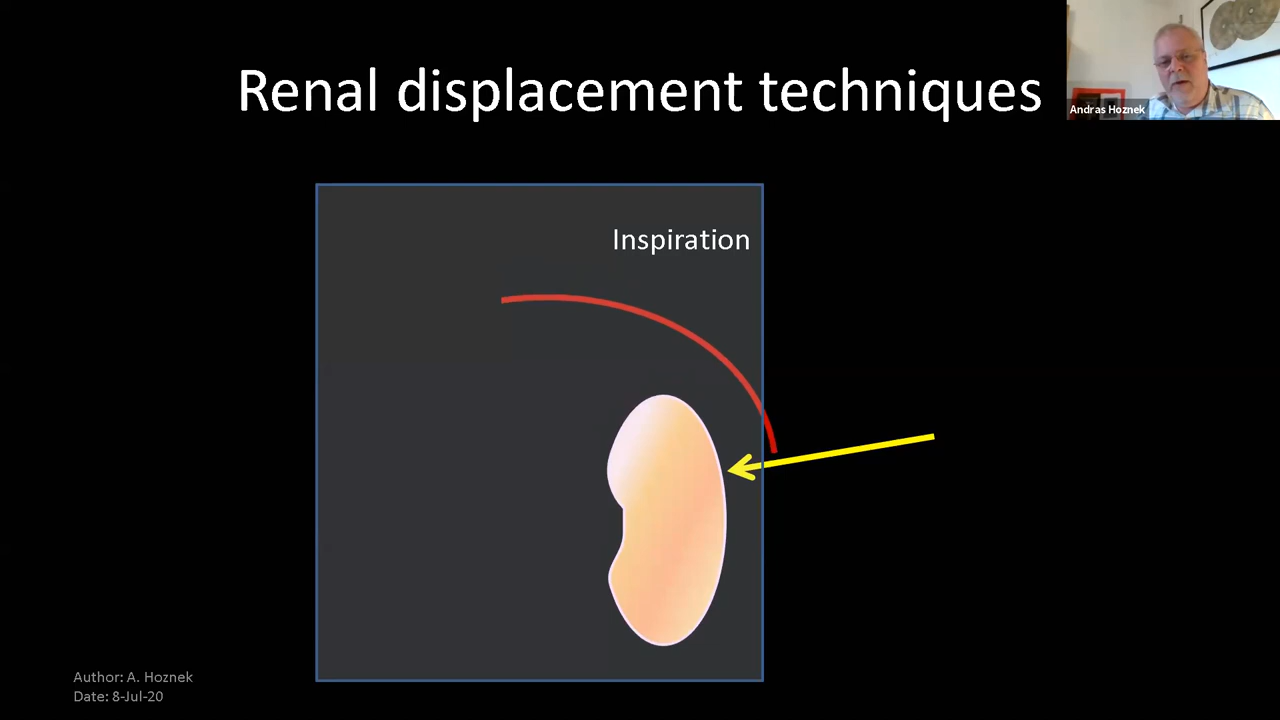 Renal displacement techniques
Andras Hoznek
Inspiration
Author: A. Hoznek
Date: 8-Jul-20